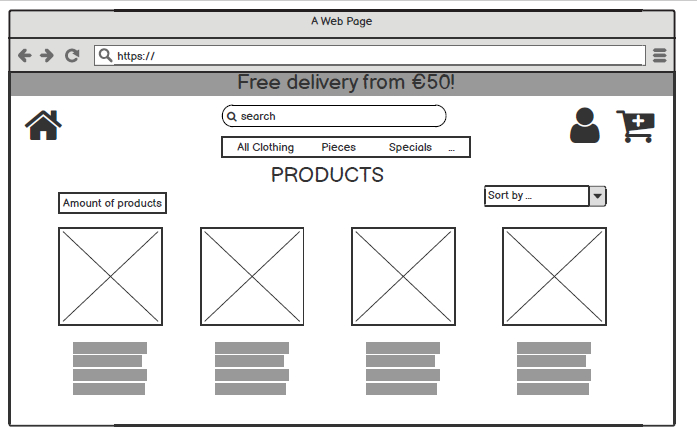 A Web Page
https://
Free delivery from €50!
search
All Clothing Pieces Specials ...
PRODUCTS
Amount of products
Sort by ...